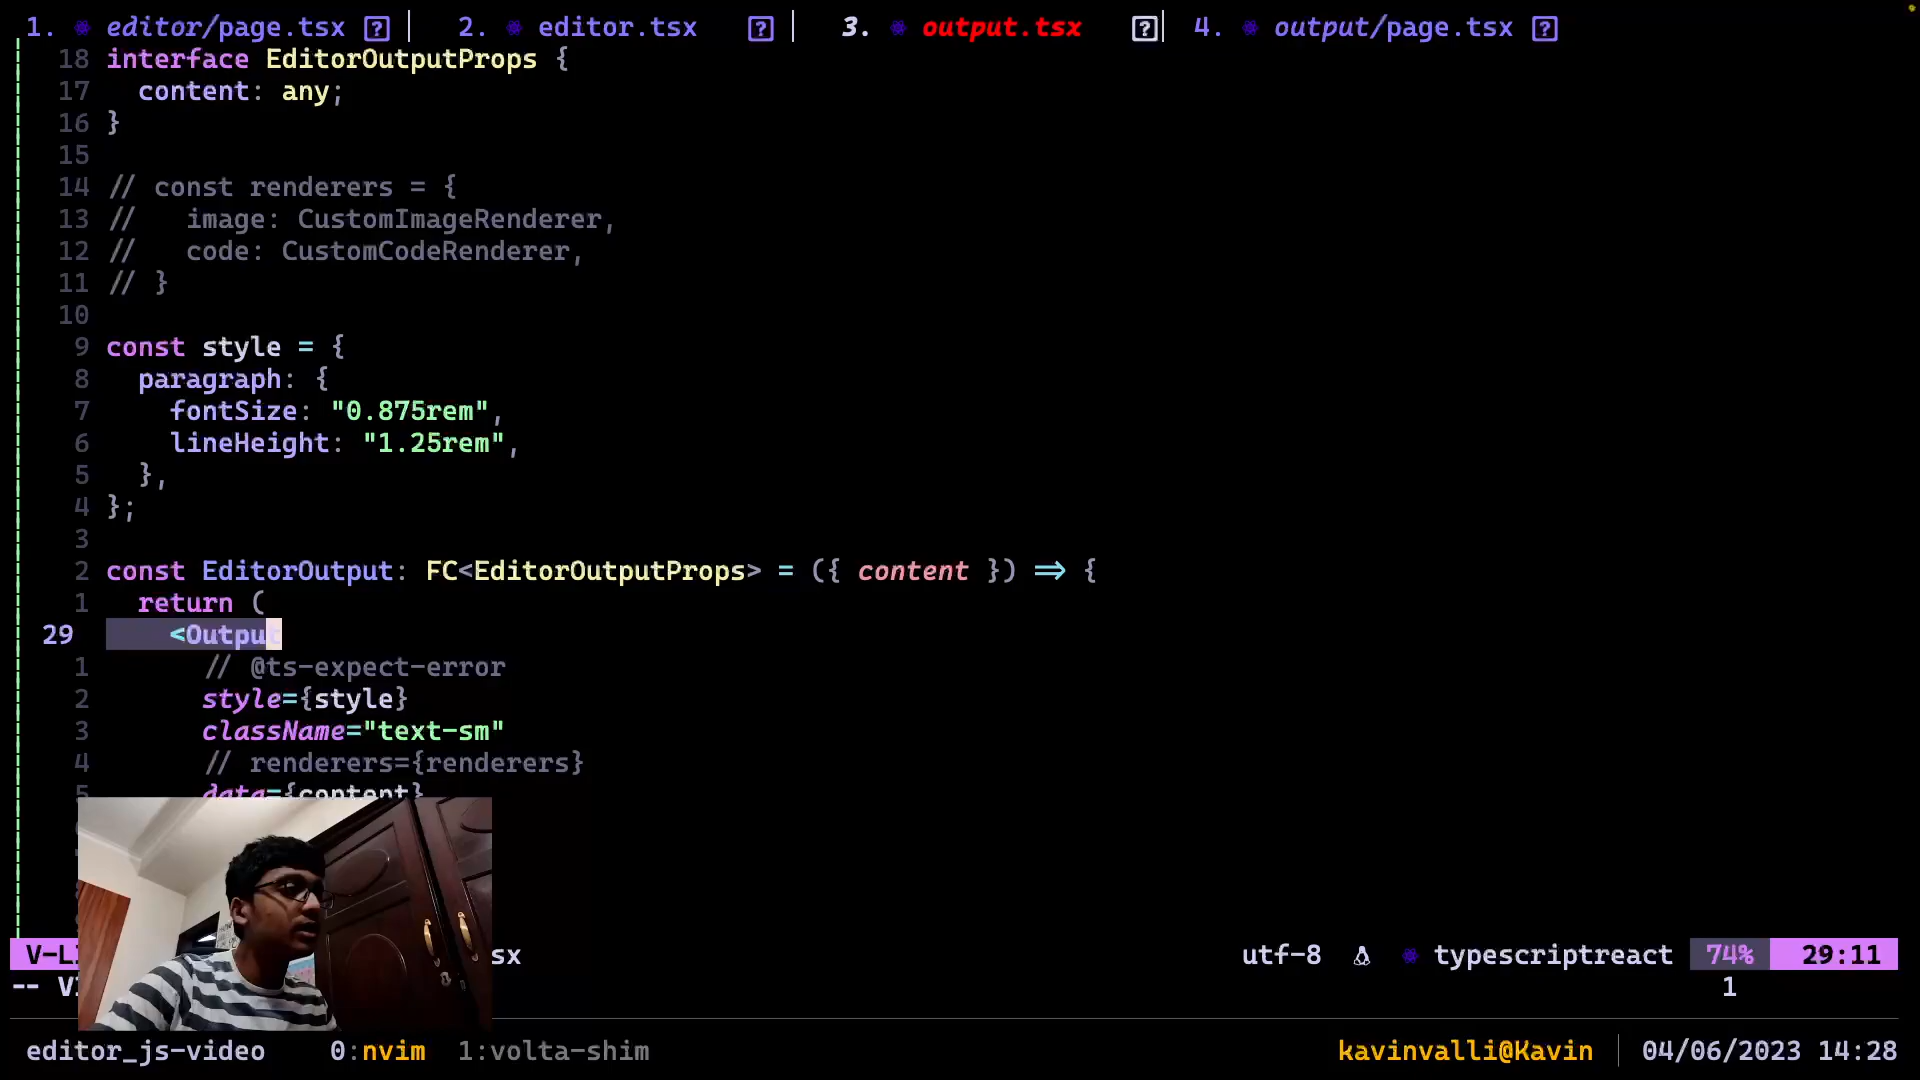 1. editor/page.tsx ? 2. editor.tsx ? 3. output.tsx ? 4. output/page.tsx ?
18 interface EditorOutputProps {
17 content: any;
16 }
15
14 // const renderers = {
13 // image: CustomImageRenderer,
12 // code: CustomCodeRenderer,
11 // }
10
9 const style = {
8 paragraph: {
7 fontSize: "0.875rem",
6 lineHeight: "1.25rem",
5 },
4 };
3
2 const EditorOutput: FC<EditorOutputProps> = ({ content }) => {
1 return (
29 <Output
1 // @ts-expect-error
2 style={style}
3 className="text-sm"
4 // renderers={renderers}
5 data={content}
sx utf-8 typescriptreact 74% 29:11
-- 1
editor_js-video 0:nvim 1:volta-shim kavinvalli@Kavin 04/06/2023 14:28